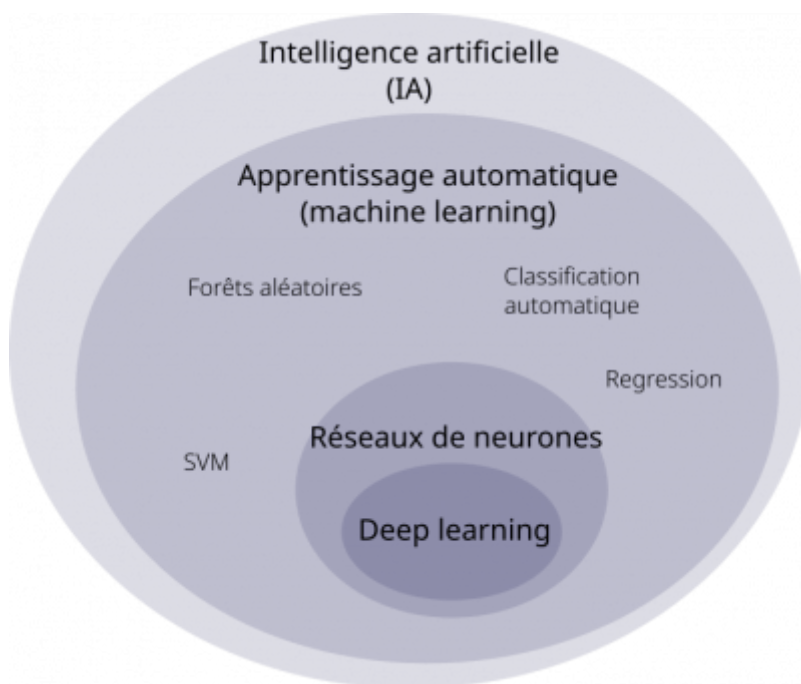 Intelligence artificielle
(IA)
Apprentissage automatique
(machine learning)
Forêts aléatoires
Classification
automatique
Regression
Réseaux de neurones
SVM
Deep learning